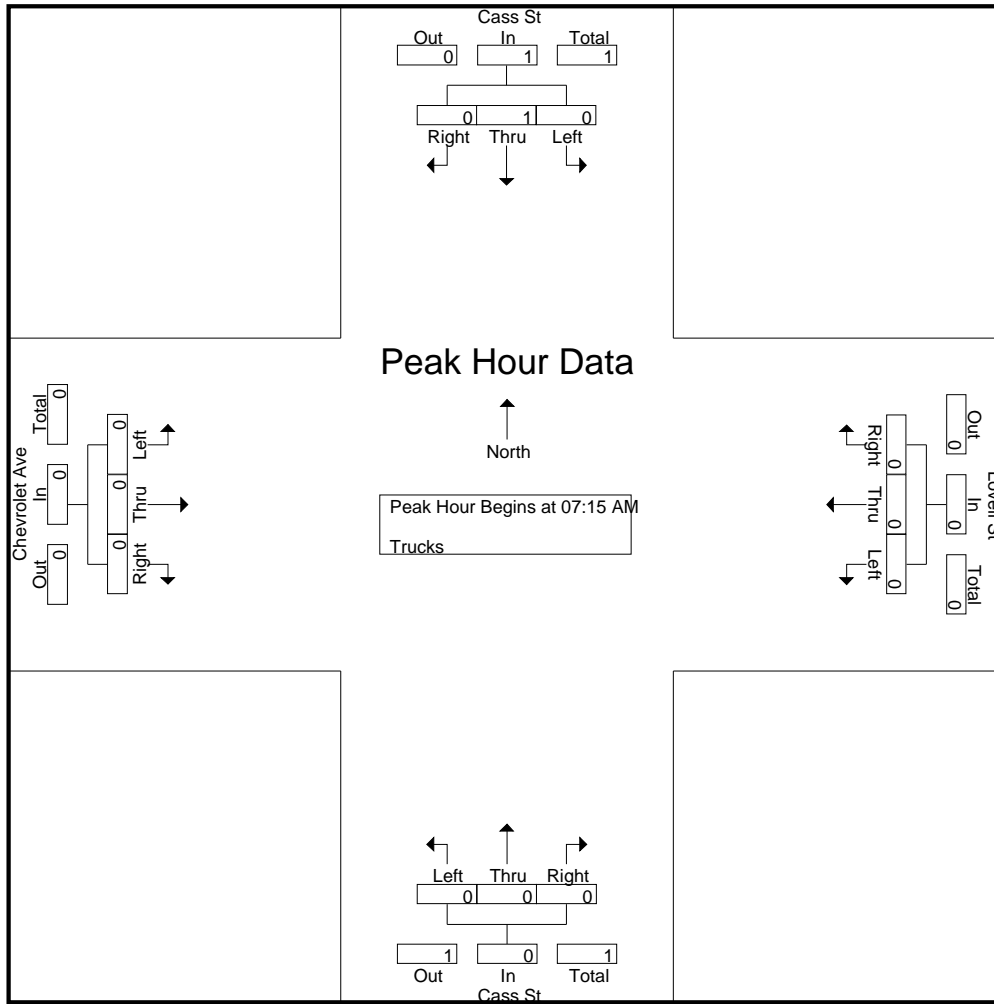 Cass St
Out In Total
0 1 1
0 1 0
Right Thru Left
Peak Hour Data
North
Peak Hour Begins at 07:15 AM
Trucks
Chevrolet Ave
Out In Total
0 0 0
Right Thru Left
0 0 0
Right Thru Left
0 0 0
Out In Total
0 0 0
St
Left Thru Right
0 0 0
1 0 1
Out In Total
Cass St